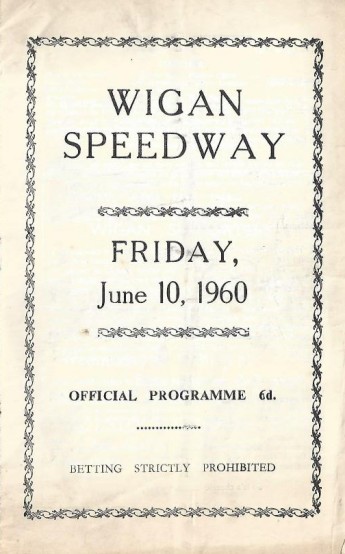 WIGAN
SPEEDWAY
FRIDAY,
June 10, 1960
OFFICIAL PROGRAMME 6d.
BETTING STRICTLY PROHIBITED